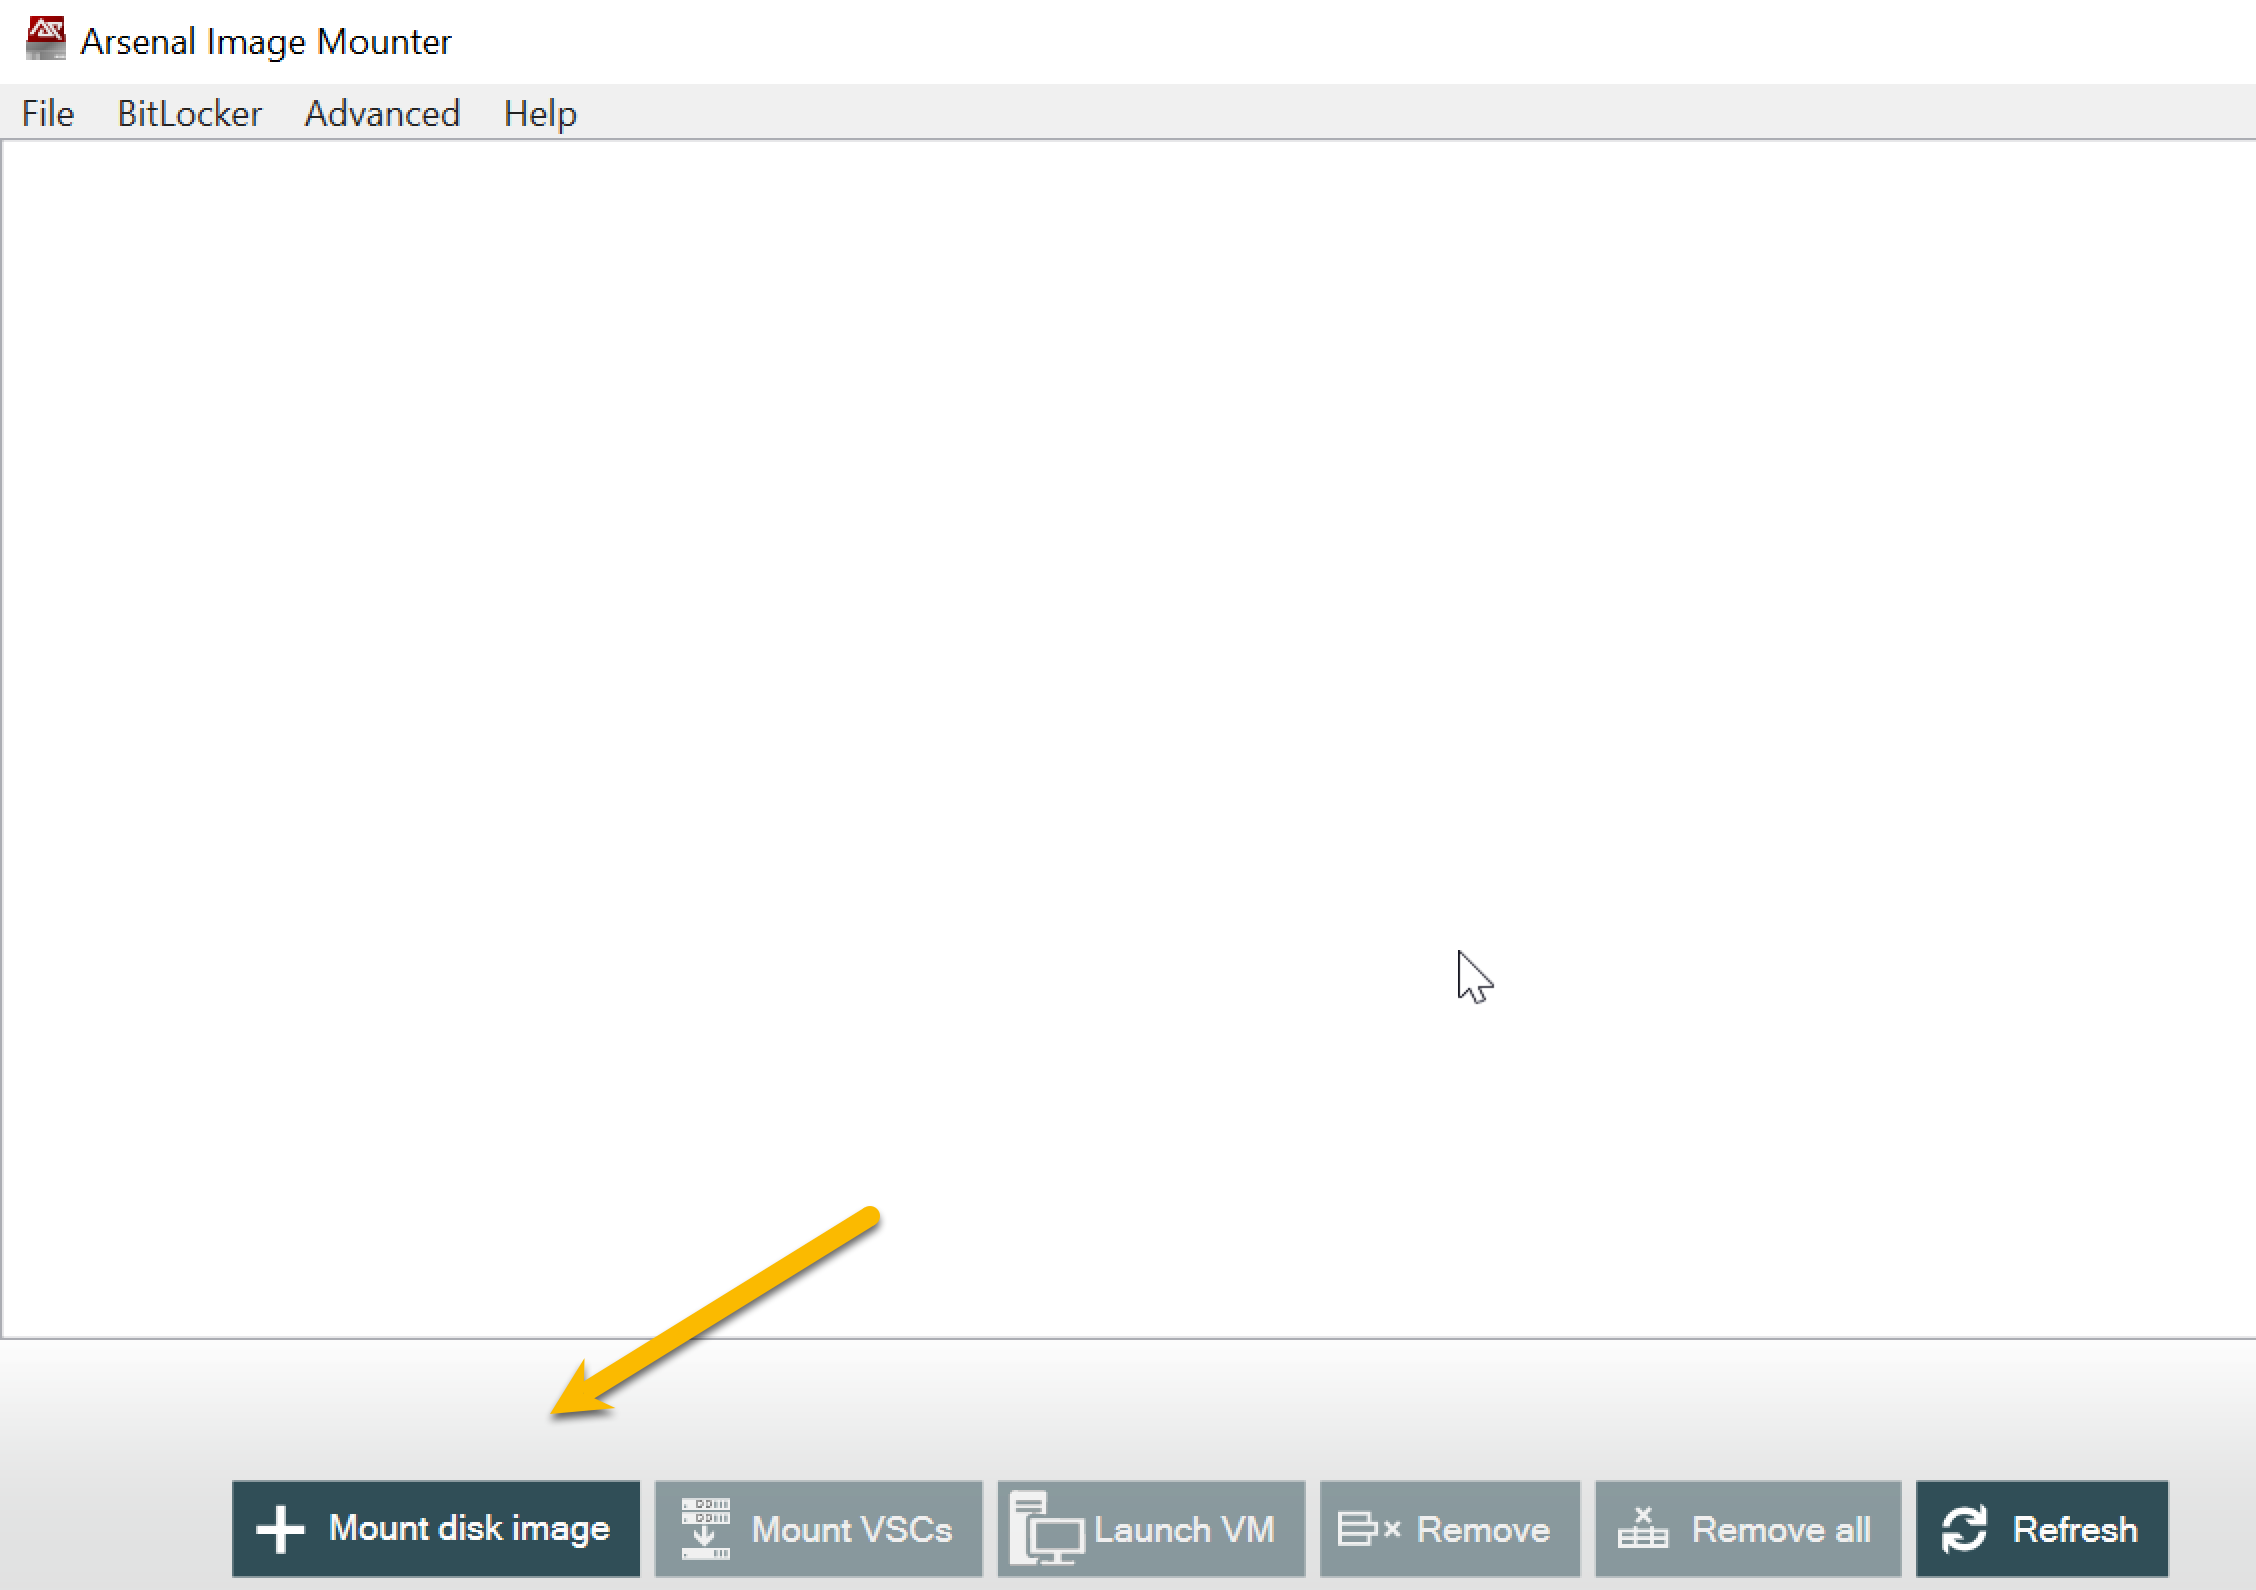 Arsenal Image Mounter
File BitLocker Advanced Help
Mount disk image Mount VSCs Launch VM Remove Remove all Refresh